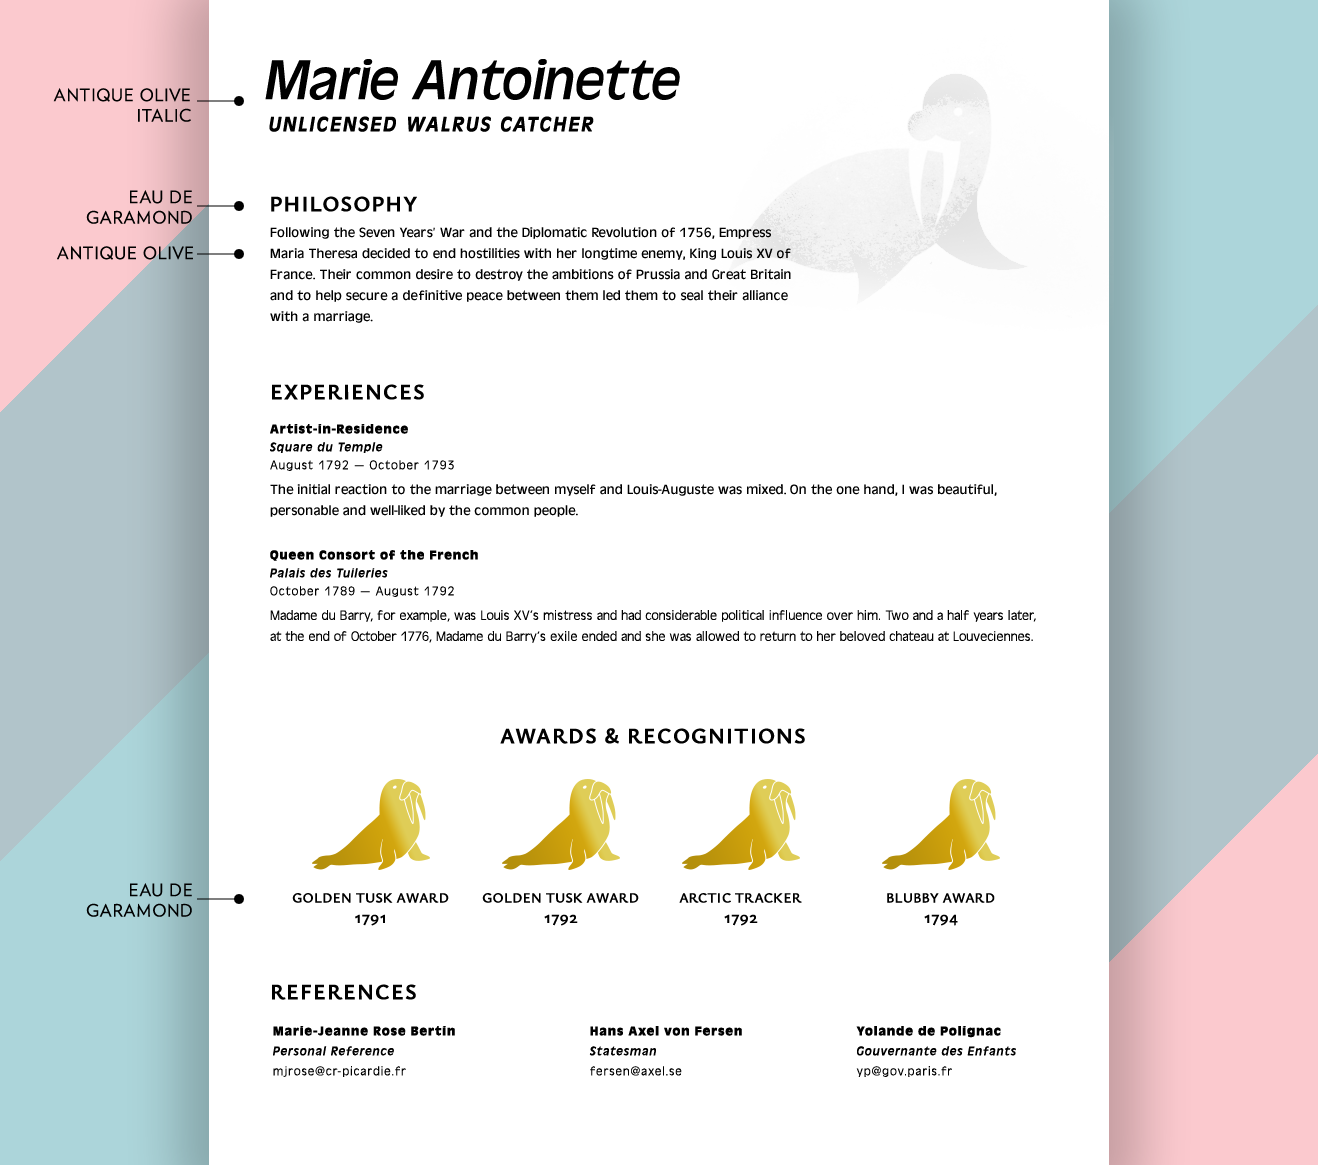 Marie Antoinette
UNLICENSED WALRUS CATCHER
ANTIQUE OLIVE
ITALIC
EAU DE
GARAMOND
PHILOSOPHY
ANTIQUE OLIVE
Following the Seven Years' War and the Diplomatic Revolution of 1756, Empress
Maria Theresa decided to end hostilities with her longtime enemy, King Louis XV of
France. Their common desire to destroy the ambitions of Prussia and Great Britain
and to help secure a definitive peace between them led them to seal their alliance
with a marriage.
EXPERIENCES
Artist-in-Residence
Square du Temple
August 1792 — October 1793
The initial reaction to the marriage between myself and Louis-Auguste was mixed. On the one hand, I was beautiful,
personable and well-liked by the common people.
Queen Consort of the French
Palais des Tuileries
October 1789 — August 1792
Madame du Barry, for example, was Louis XV's mistress and had considerable political influence over him. Two and a half years later,
at the end of October 1776, Madame du Barry's exile ended and she was allowed to return to her beloved chateau at Louveciennes.
AWARDS & RECOGNITIONS
EAU DE
GARAMOND
GOLDEN TUSK AWARD
1791
GOLDEN TUSK AWARD
1792
ARCTIC TRACKER
1792
BLUBBY AWARD
1794
REFERENCES
Marie-Jeanne Rose Bertin
Personal Reference
mjrose@cr-picardie.fr
Hans Axel von Fersen
Statesman
fersen@axel.se
Yolande de Polignac
Gouvernante des Enfants
yp@gov.paris.fr